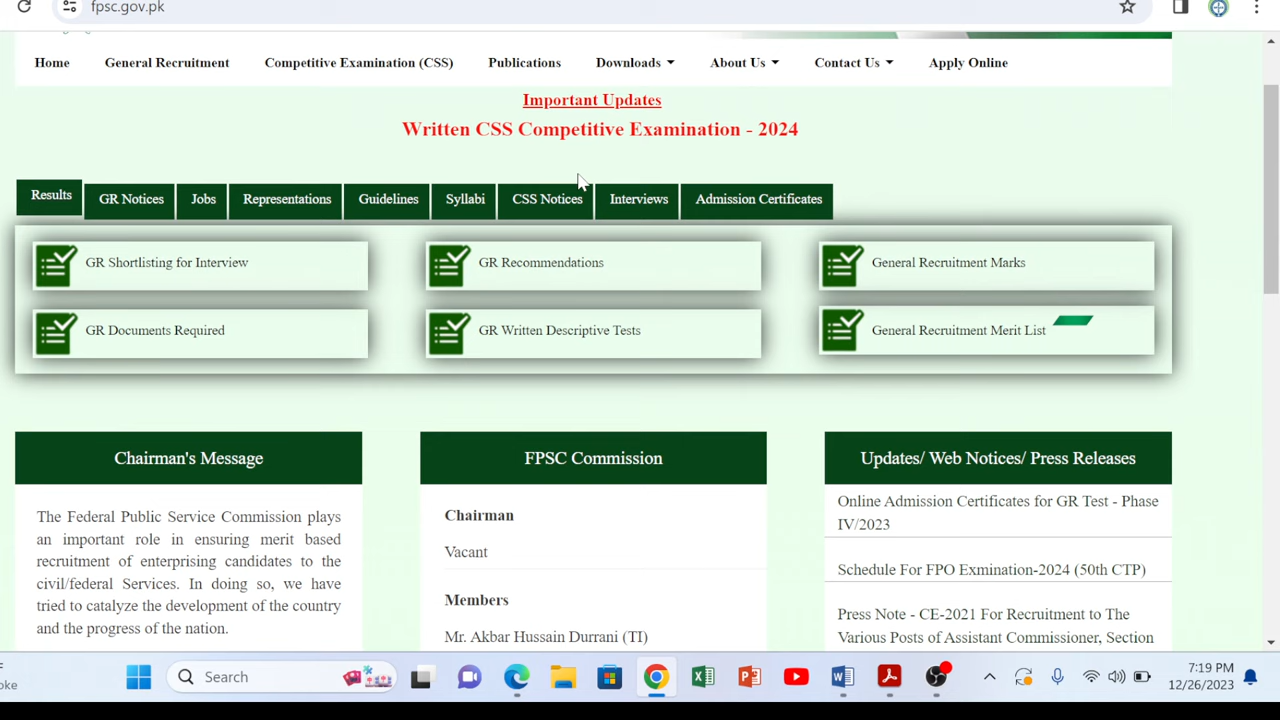 fpsc.gov.pk
Home General Recruitment Competitive Examination (CSS) Publications Downloads About Us Contact Us Apply Online
Important Updates
Written CSS Competitive Examination - 2024
Results GR Notices Jobs Representations Guidelines Syllabi CSS Notices Interviews Admission Certificates
GR Shortlisting for Interview GR Recommendations General Recruitment Marks
GR Documents Required GR Written Descriptive Tests General Recruitment Merit List
Chairman's Message
The Federal Public Service Commission plays
an important role in ensuring merit based
recruitment of enterprising candidates to the
civil/federal Services. In doing so, we have
tried to catalyze the development of the country
and the progress of the nation.
FPSC Commission
Chairman
Vacant
Members
Mr. Akbar Hussain Durrani (TI)
Updates/ Web Notices/ Press Releases
Online Admission Certificates for GR Test - Phase
IV/2023
Schedule For FPO Exmination-2024 (50th CTP)
Press Note - CE-2021 For Recruitment to The
Various Posts of Assistant Commissioner, Section
Search
7:19 PM
12/26/2023